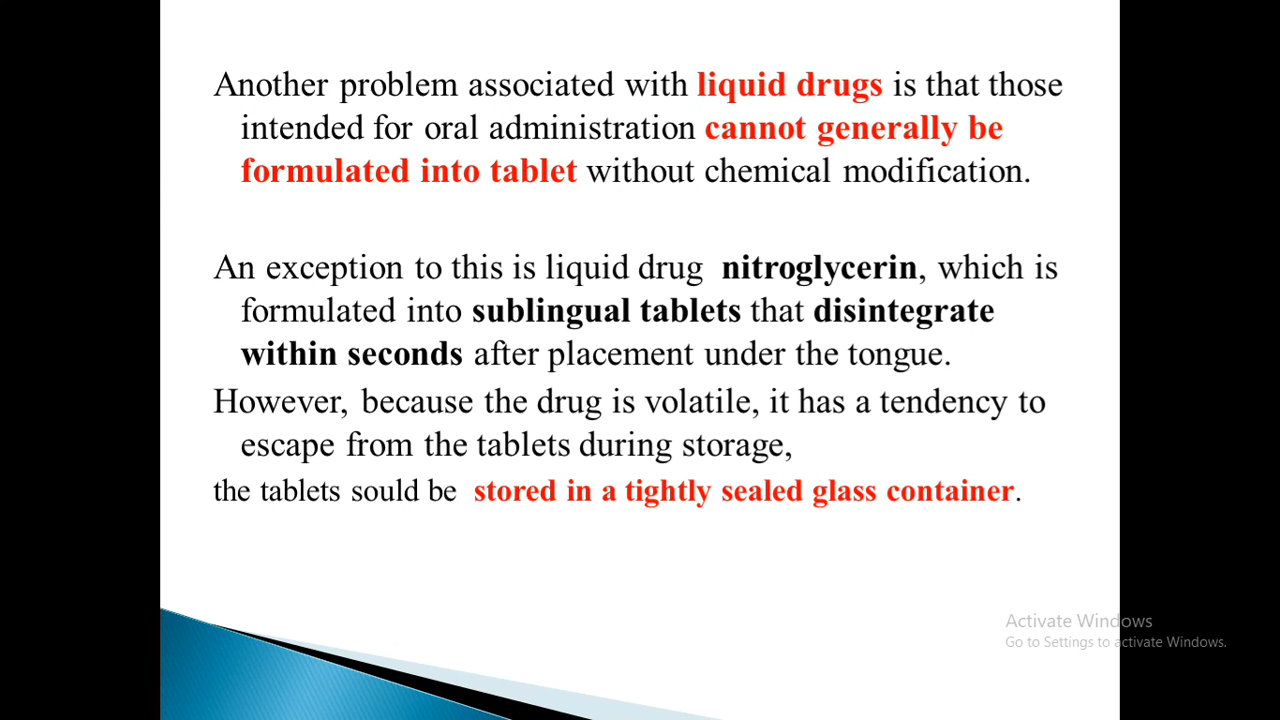 Another problem associated with liquid drugs is that those
intended for oral administration cannot generally be
formulated into tablet without chemical modification.
An exception to this is liquid drug nitroglycerin, which is
formulated into sublingual tablets that disintegrate
within seconds after placement under the tongue.
However, because the drug is volatile, it has a tendency to
escape from the tablets during storage,
the tablets sould be stored in a tightly sealed glass container.
Activate Windows
Go to Settings to activate Windows.